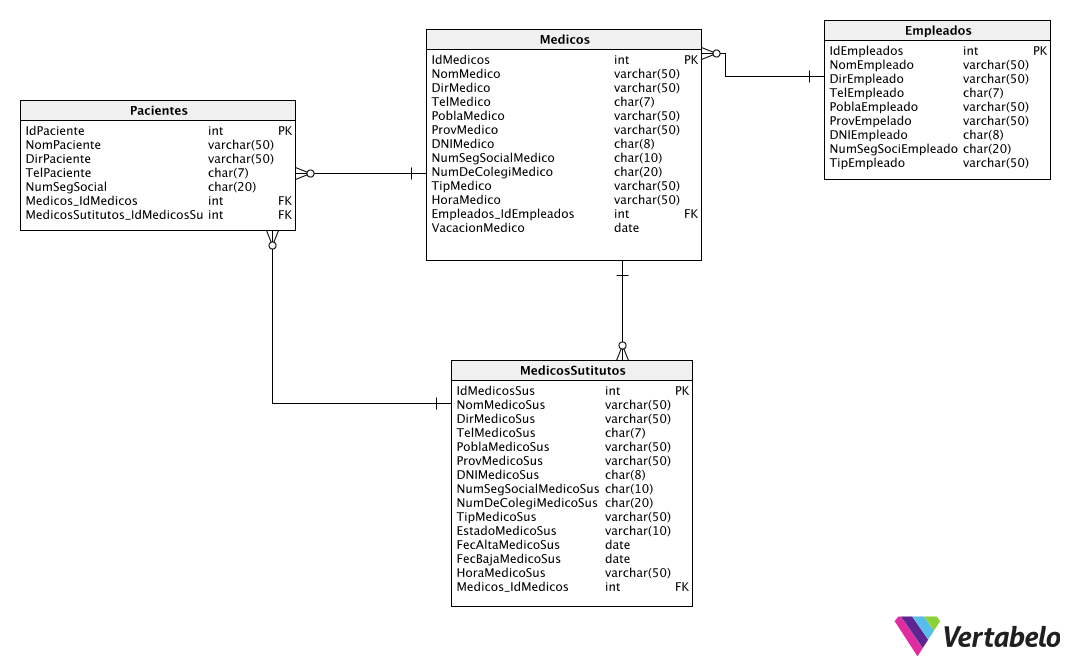 Medicos
IdMedicos int PK
NomMedico varchar(50)
DirMedico varchar(50)
TelMedico char(7)
PoblaMedico varchar(50)
ProvMedico varchar(50)
DNIMedico char(8)
NumSegSocialMedico char(10)
NumDeColegiMedico char(20)
TipMedico varchar(50)
HoraMedico varchar(50)
Empleados_IdEmpleados int FK
VacacionMedico date
Empleados
IdEmpleados int PK
NomEmpleado varchar(50)
DirEmpleado varchar(50)
TelEmpleado char(7)
PoblaEmpleado varchar(50)
ProvEmpelado varchar(50)
DNIEmpleado char(8)
NumSegSociEmpleado char(20)
TipEmpleado varchar(50)
Pacientes
IdPaciente int PK
NomPaciente varchar(50)
DirPaciente varchar(50)
TelPaciente char(7)
NumSegSocial char(20)
Medicos_IdMedicos int FK
MedicosSutitutos_IdMedicosSu int FK
MedicosSutitutos
IdMedicosSus int PK
NomMedicoSus varchar(50)
DirMedicoSus varchar(50)
TelMedicoSus char(7)
PoblaMedicoSus varchar(50)
ProvMedicoSus varchar(50)
DNIMedicoSus char(8)
NumSegSocialMedicoSus char(10)
NumDeColegiMedicoSus char(20)
TipMedicoSus varchar(50)
EstadoMedicoSus varchar(10)
FecAltaMedicoSus date
FecBajaMedicoSus date
HoraMedicoSus varchar(50)
Medicos_IdMedicos int FK
Vertabelo